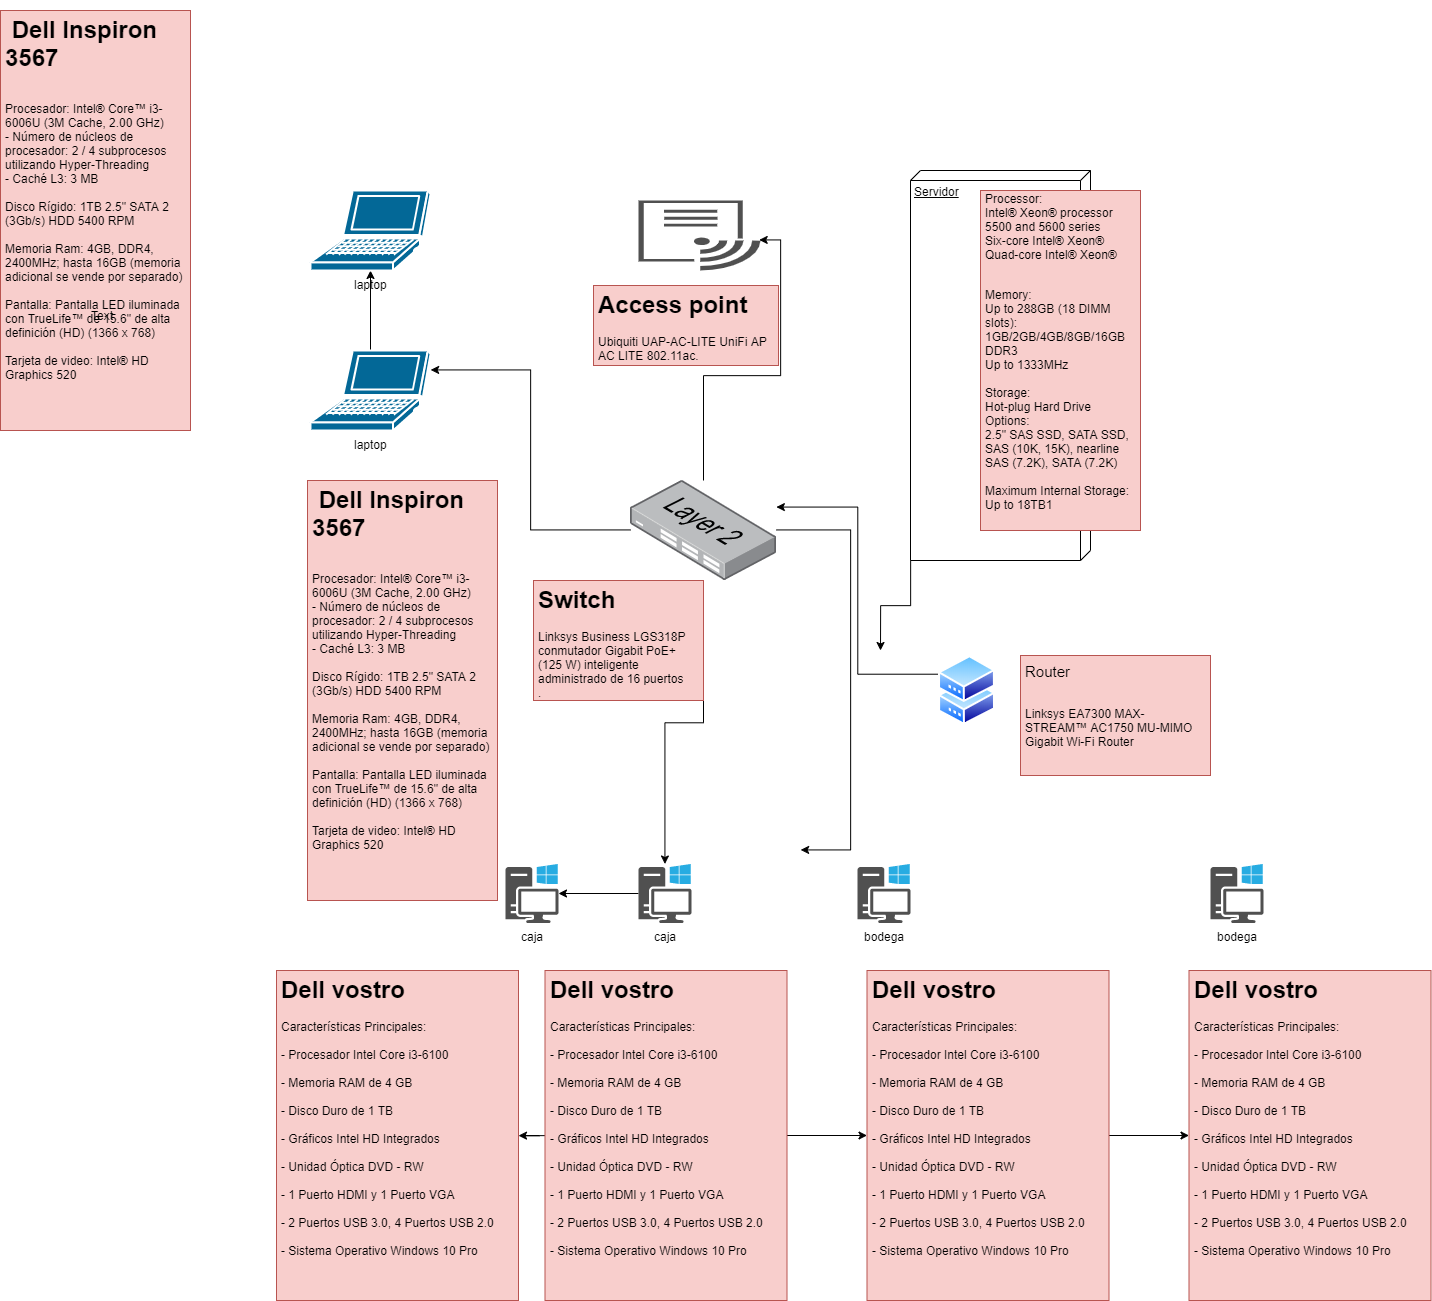 Dell Inspiron
3567
Procesador: Intel® Core™ i3-
6006U (3M Cache, 2.00 GHz)
- Número de núcleos de
procesador: 2 / 4 subprocesos
utilizando Hyper-Threading
- Caché L3: 3 MB
Disco Rígido: 1TB 2.5" SATA 2
(3Gb/s) HDD 5400 RPM
Memoria Ram: 4GB, DDR4,
2400MHz; hasta 16GB (memoria
adicional se vende por separado)
Pantalla: Pantalla LED iluminada
con TrueLife™ de 15.6" de alta
definición (HD) (1366 x 768)
Text
Tarjeta de video: Intel® HD
Graphics 520
laptop
laptop
Access point
Ubiquiti UAP-AC-LITE UniFi AP
AC LITE 802.11ac.
Servidor
Processor:
Intel® Xeon® processor
5500 and 5600 series
Six-core Intel® Xeon®
Quad-core Intel® Xeon®
Memory:
Up to 288GB (18 DIMM
slots):
1GB/2GB/4GB/8GB/16GB
DDR3
Up to 1333MHz
Storage:
Hot-plug Hard Drive
Options:
2.5" SAS SSD, SATA SSD,
SAS (10K, 15K), nearline
SAS (7.2K), SATA (7.2K)
Maximum Internal Storage:
Up to 18TB1
Layer 2
Dell Inspiron
3567
Procesador: Intel® Core™ i3-
6006U (3M Cache, 2.00 GHz)
- Número de núcleos de
procesador: 2 / 4 subprocesos
utilizando Hyper-Threading
- Caché L3: 3 MB
Disco Rígido: 1TB 2.5" SATA 2
(3Gb/s) HDD 5400 RPM
Memoria Ram: 4GB, DDR4,
2400MHz; hasta 16GB (memoria
adicional se vende por separado)
Pantalla: Pantalla LED iluminada
con TrueLife™ de 15.6" de alta
definición (HD) (1366 x 768)
Tarjeta de video: Intel® HD
Graphics 520
Switch
Linksys Business LGS318P
conmutador Gigabit PoE+
(125 W) inteligente
administrado de 16 puertos
.
Router
Linksys EA7300 MAX-
STREAM™ AC1750 MU-MIMO
Gigabit Wi-Fi Router
caja
caja
bodega
bodega
Dell vostro
Características Principales:
- Procesador Intel Core i3-6100
- Memoria RAM de 4 GB
- Disco Duro de 1 TB
- Gráficos Intel HD Integrados
- Unidad Óptica DVD - RW
- 1 Puerto HDMI y 1 Puerto VGA
- 2 Puertos USB 3.0, 4 Puertos USB 2.0
- Sistema Operativo Windows 10 Pro
Dell vostro
Características Principales:
- Procesador Intel Core i3-6100
- Memoria RAM de 4 GB
- Disco Duro de 1 TB
- Gráficos Intel HD Integrados
- Unidad Óptica DVD - RW
- 1 Puerto HDMI y 1 Puerto VGA
- 2 Puertos USB 3.0, 4 Puertos USB 2.0
- Sistema Operativo Windows 10 Pro
Dell vostro
Características Principales:
- Procesador Intel Core i3-6100
- Memoria RAM de 4 GB
- Disco Duro de 1 TB
- Gráficos Intel HD Integrados
- Unidad Óptica DVD - RW
- 1 Puerto HDMI y 1 Puerto VGA
- 2 Puertos USB 3.0, 4 Puertos USB 2.0
- Sistema Operativo Windows 10 Pro
Dell vostro
Características Principales:
- Procesador Intel Core i3-6100
- Memoria RAM de 4 GB
- Disco Duro de 1 TB
- Gráficos Intel HD Integrados
- Unidad Óptica DVD - RW
- 1 Puerto HDMI y 1 Puerto VGA
- 2 Puertos USB 3.0, 4 Puertos USB 2.0
- Sistema Operativo Windows 10 Pro